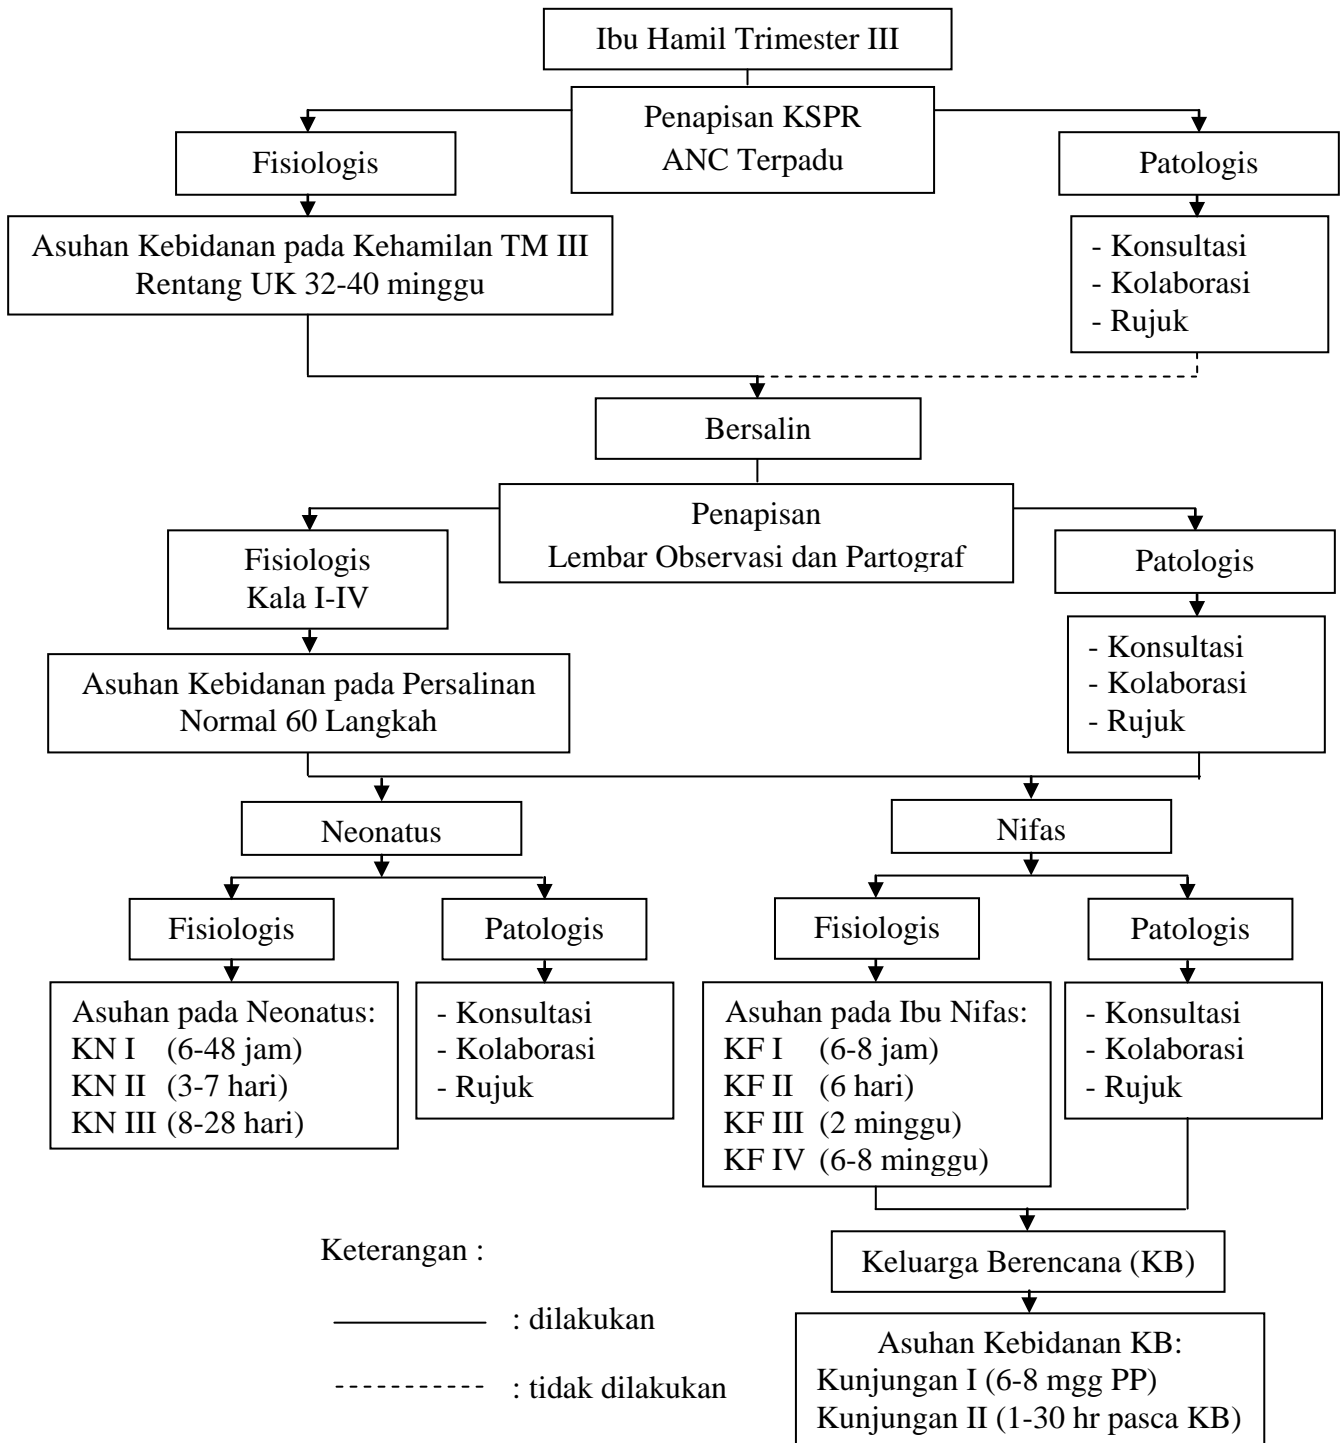 Ibu Hamil Trimester III
Penapisan KSPR
ANC Terpadu
Fisiologis
Patologis
Asuhan Kebidanan pada Kehamilan TM III
Rentang UK 32-40 minggu
- Konsultasi
- Kolaborasi
- Rujuk
Bersalin
Penapisan
Lembar Observasi dan Partograf
Fisiologis
Kala I-IV
Patologis
Asuhan Kebidanan pada Persalinan
Normal 60 Langkah
- Konsultasi
- Kolaborasi
- Rujuk
Neonatus
Nifas
Fisiologis
Patologis
Fisiologis
Patologis
Asuhan pada Neonatus:
KN I (6-48 jam)
KN II (3-7 hari)
KN III (8-28 hari)
- Konsultasi
- Kolaborasi
- Rujuk
Asuhan pada Ibu Nifas:
KF I (6-8 jam)
KF II (6 hari)
KF III (2 minggu)
KF IV (6-8 minggu)
- Konsultasi
- Kolaborasi
- Rujuk
Keluarga Berencana (KB)
Asuhan Kebidanan KB:
Kunjungan I (6-8 mgg PP)
Kunjungan II (1-30 hr pasca KB)
Keterangan :
: dilakukan
: tidak dilakukan